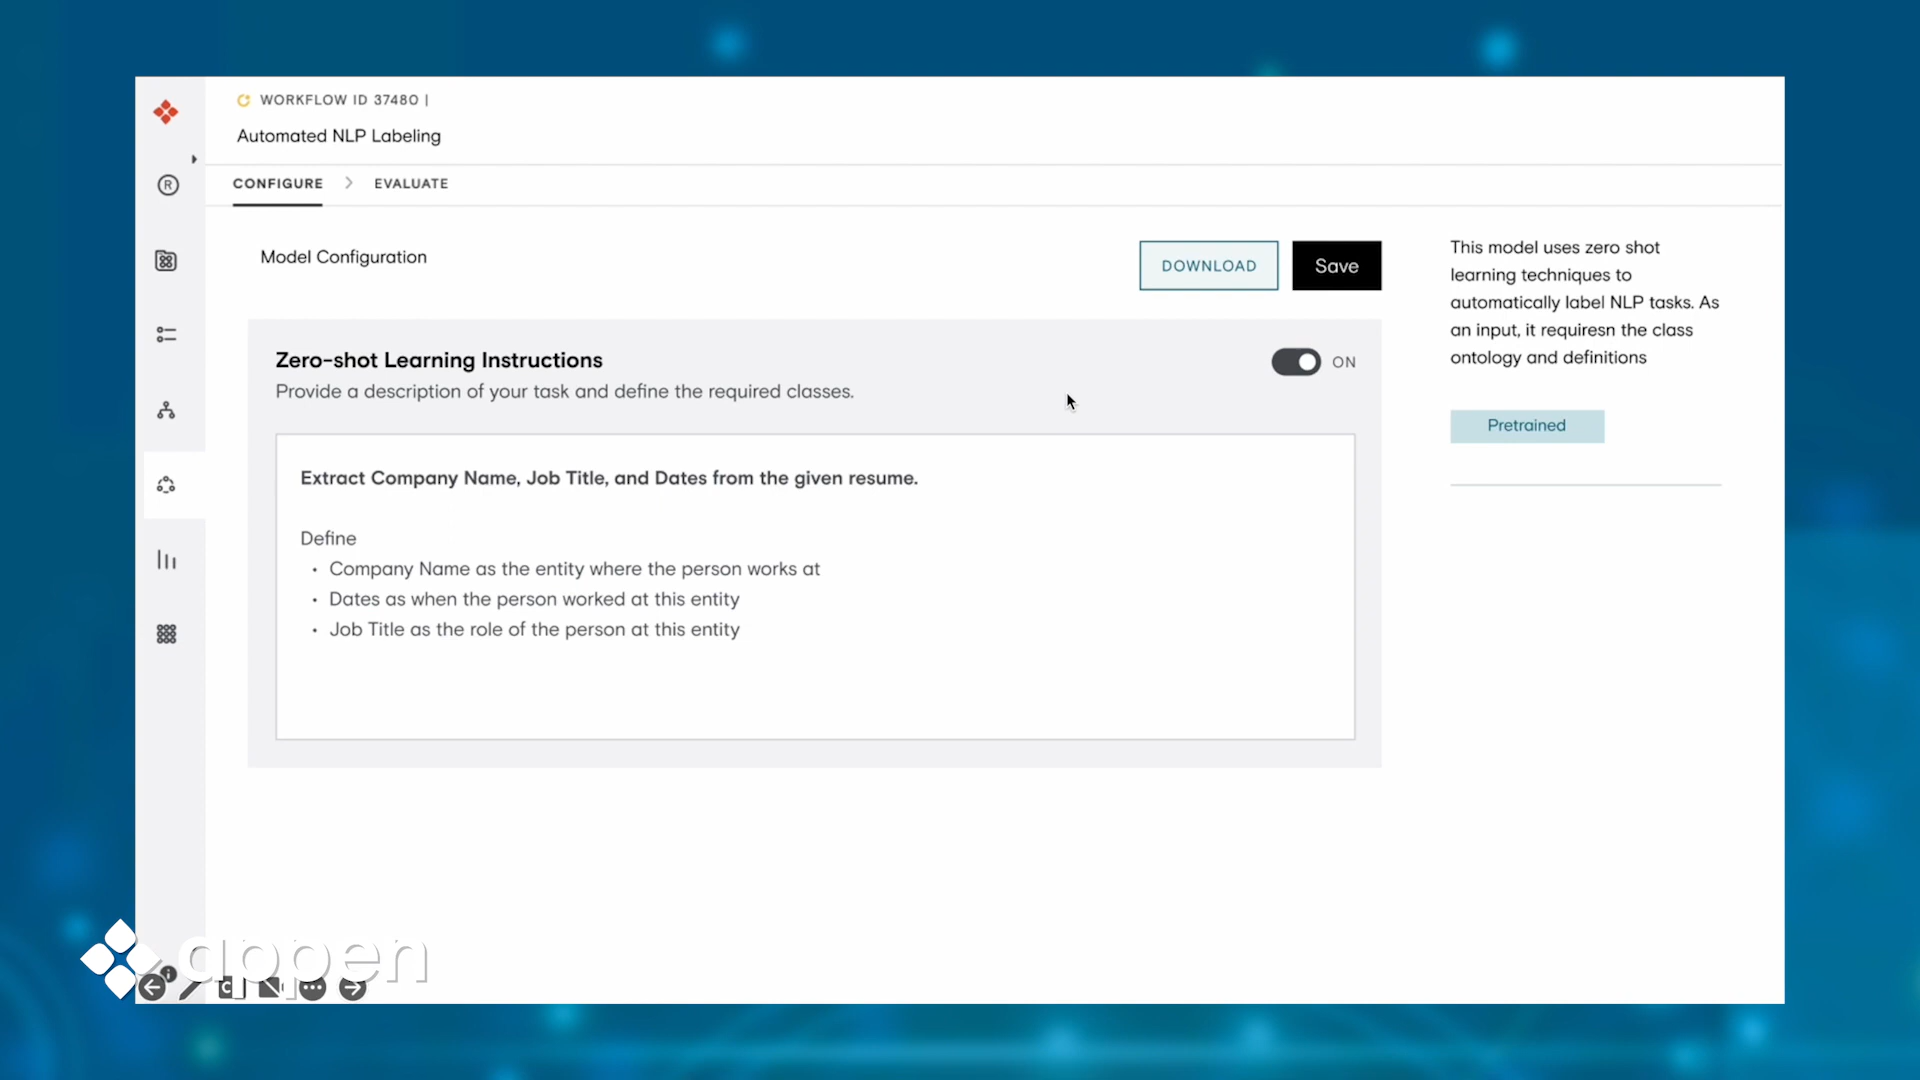 WORKFLOW ID 37480 |
Automated NLP Labeling
CONFIGURE
EVALUATE
Model Configuration
DOWNLOAD
Save
Zero-shot Learning Instructions
ON
Provide a description of your task and define the required classes.
Extract Company Name, Job Title, and Dates from the given resume.
Define
• Company Name as the entity where the person works at
• Dates as when the person worked at this entity
• Job Title as the role of the person at this entity
This model uses zero shot
learning techniques to
automatically label NLP tasks. As
an input, it requiresn the class
ontology and definitions
Pretrained
R
appen